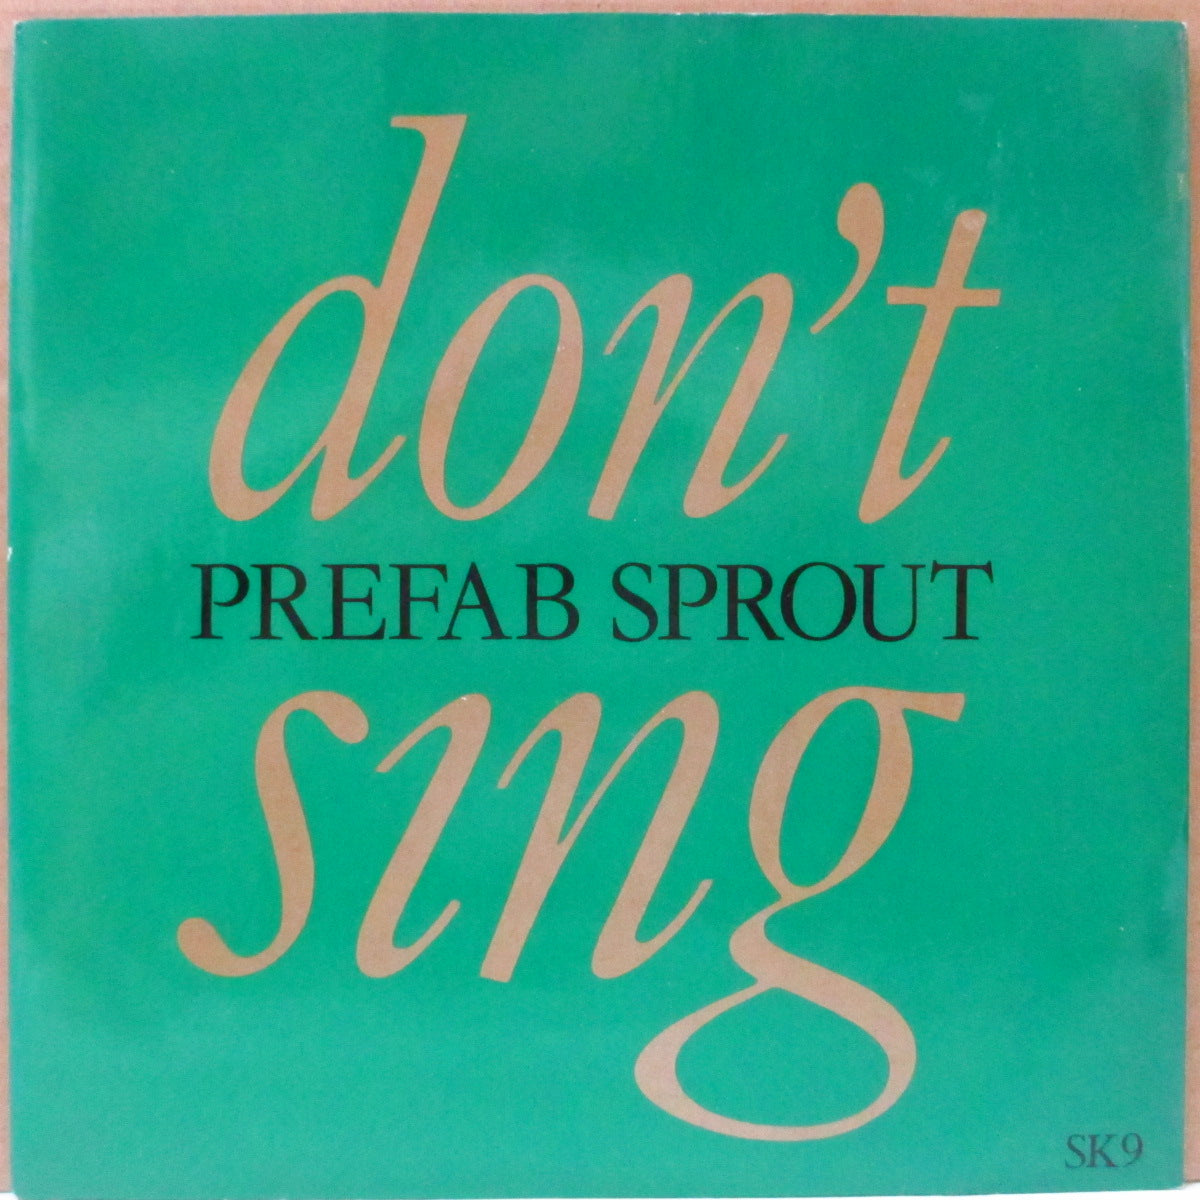 don't
PREFAB SPROUT
sing
SK9